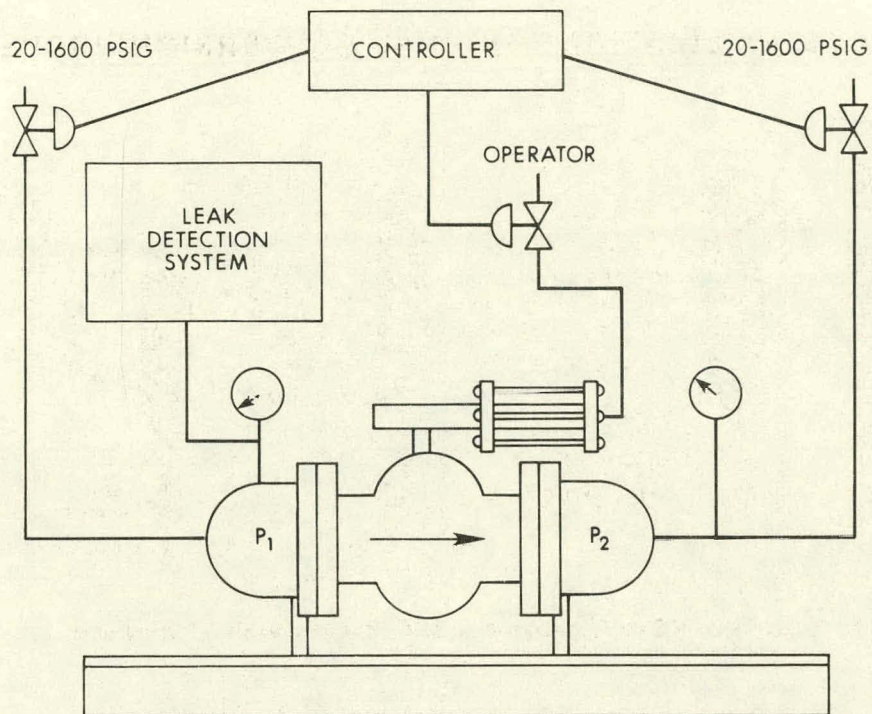 20-1600 PSIG
CONTROLLER
20-1600 PSIG
OPERATOR
LEAK
DETECTION
SYSTEM
P1
P2